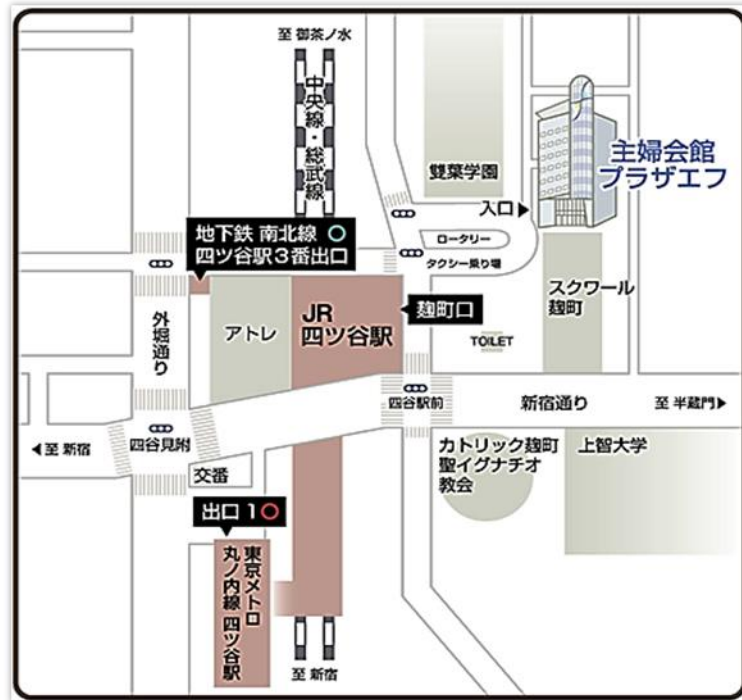 至 御茶ノ水
中央線・総武線
雙葉学園
主婦会館
プラザエフ
入口▶
地下鉄 南北線 ○
四ツ谷駅3番出口
ロータリー
タクシー乗り場
スクワール
麹町
外堀通り
アトレ
JR
四ツ谷駅
麹町口
TOILET
四谷駅前
新宿通り
至 半蔵門▶
◀至 新宿
四谷見附
交番
カトリック麹町
聖イグナチオ
教会
上智大学
出口 1○
東京メトロ
丸ノ内線 四ツ谷駅
至 新宿